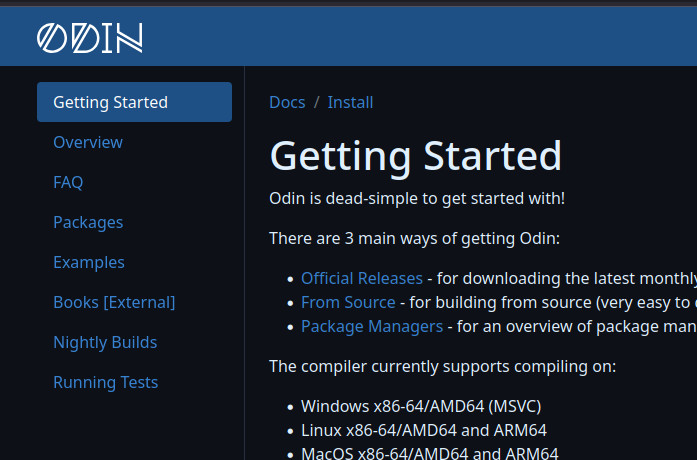 ODIN
Getting Started
Overview
FAQ
Packages
Examples
Books [External]
Nightly Builds
Running Tests
Docs / Install
Getting Started
Odin is dead-simple to get started with!
There are 3 main ways of getting Odin:
Official Releases - for downloading the latest monthly
From Source - for building from source (very easy to
Package Managers - for an overview of package man
The compiler currently supports compiling on:
Windows x86-64/AMD64 (MSVC)
Linux x86-64/AMD64 and ARM64
MacOS x86-64/AMD64 and ARM64